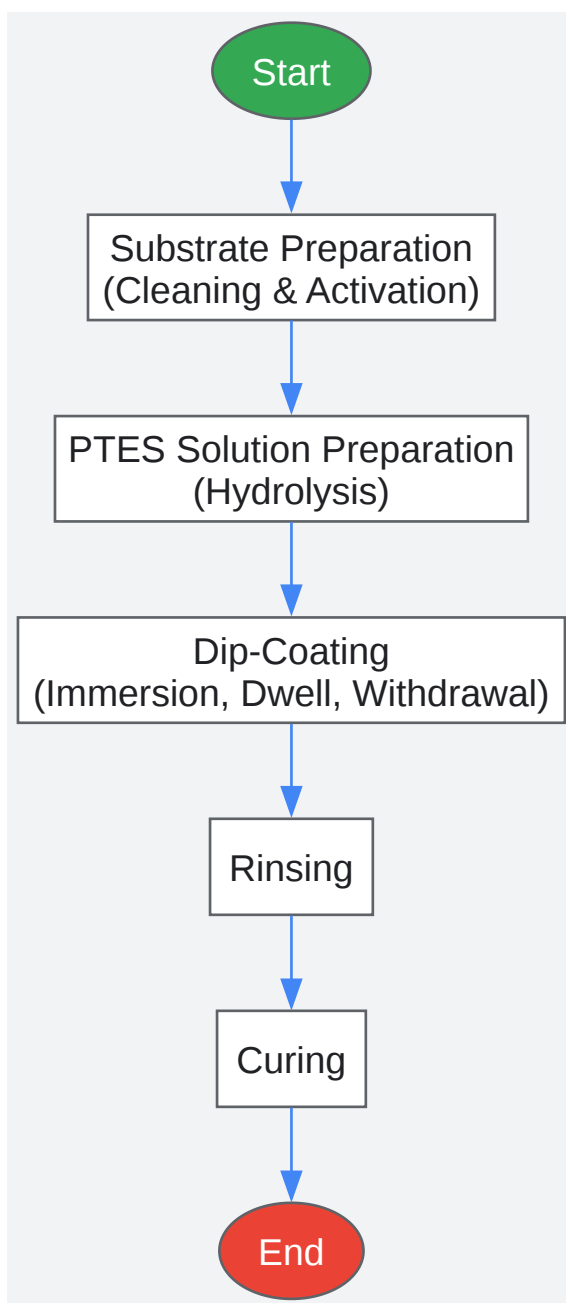 Start
Substrate Preparation
(Cleaning & Activation)
PTES Solution Preparation
(Hydrolysis)
Dip-Coating
(Immersion, Dwell, Withdrawal)
Rinsing
Curing
End